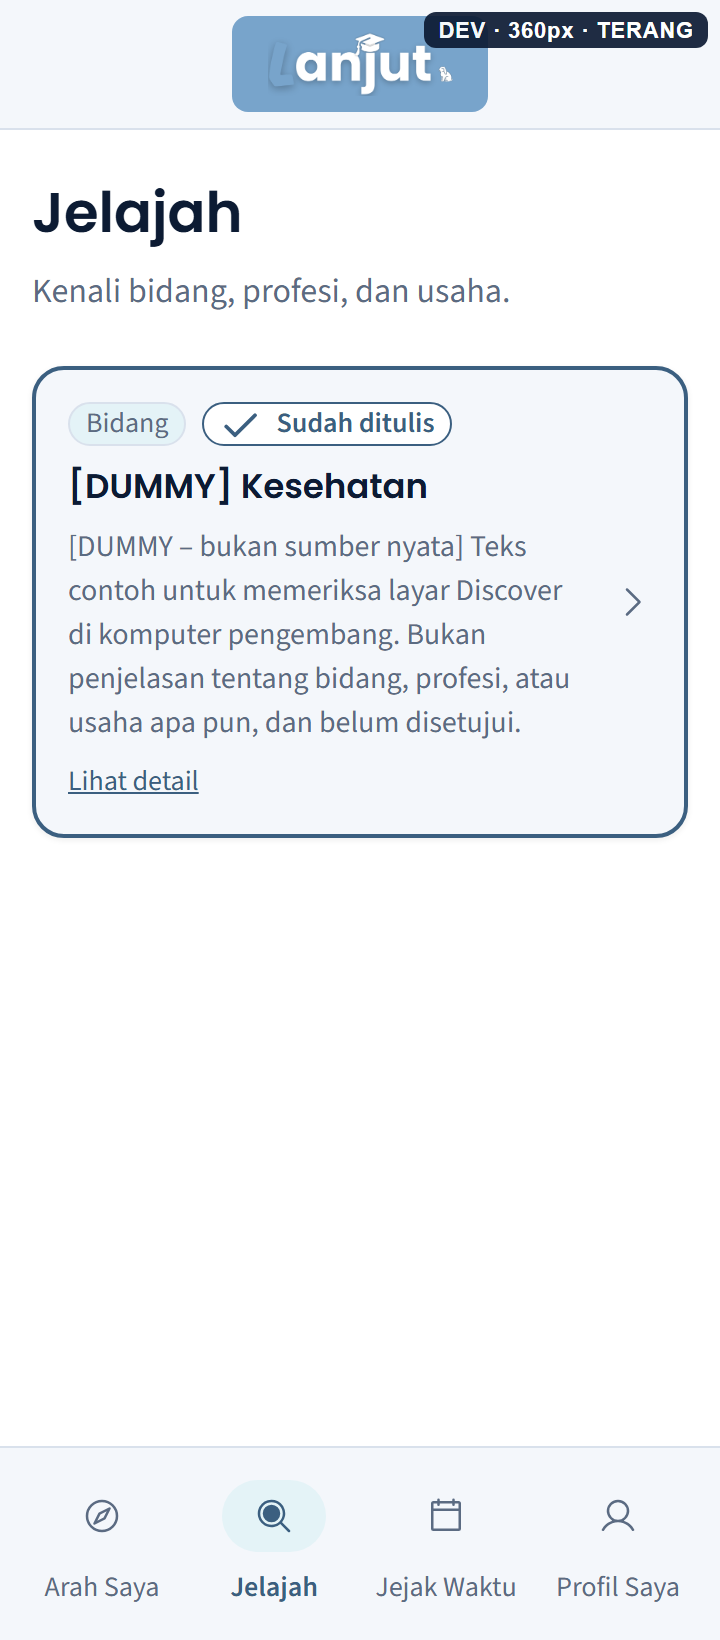 Lanjut
DEV · 360px · TERANG
Jelajah
Kenali bidang, profesi, dan usaha.
Bidang
Sudah ditulis
[DUMMY] Kesehatan
[DUMMY – bukan sumber nyata] Teks
contoh untuk memeriksa layar Discover
di komputer pengembang. Bukan
penjelasan tentang bidang, profesi, atau
usaha apa pun, dan belum disetujui.
Lihat detail
Arah Saya
Jelajah
Jejak Waktu
Profil Saya